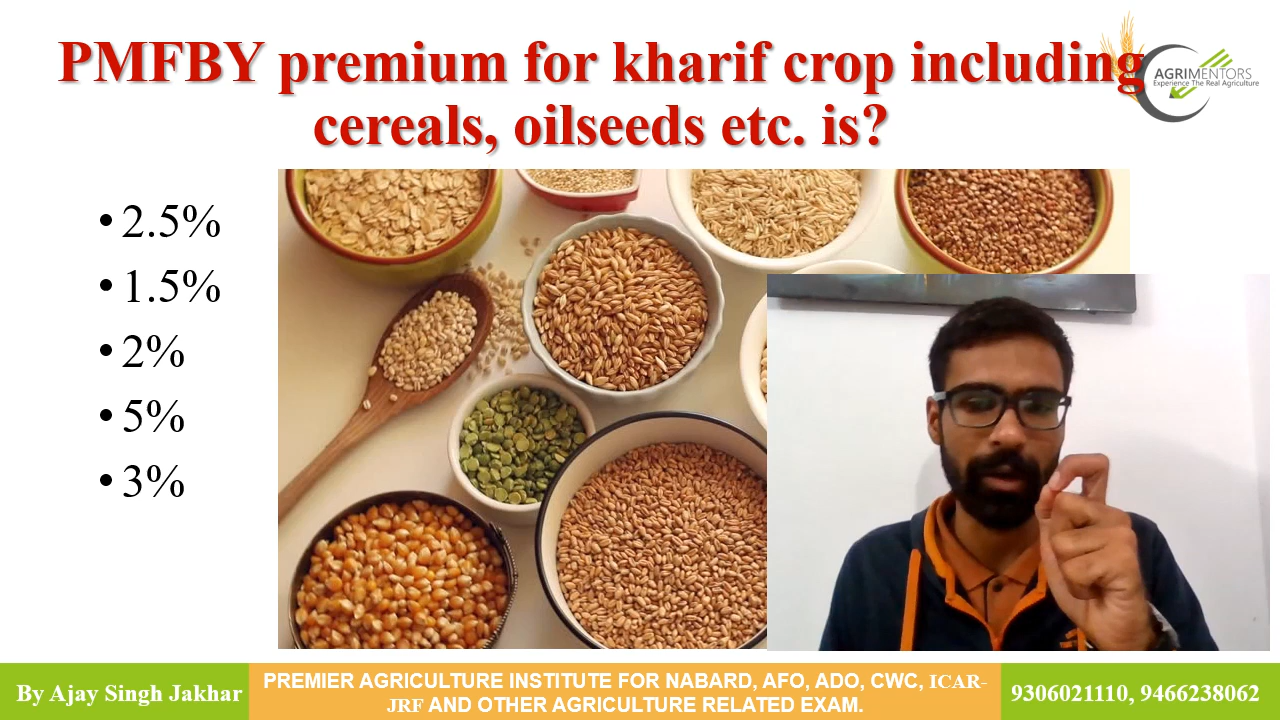 PMFBY premium for kharif crop including
cereals, oilseeds etc. is?
AGRIMENTORS
Experience The Real Agriculture
• 2.5%
• 1.5%
• 2%
• 5%
• 3%
By Ajay Singh Jakhar
PREMIER AGRICULTURE INSTITUTE FOR NABARD, AFO, ADO, CWC, ICAR-
JRF AND OTHER AGRICULTURE RELATED EXAM.
9306021110, 9466238062